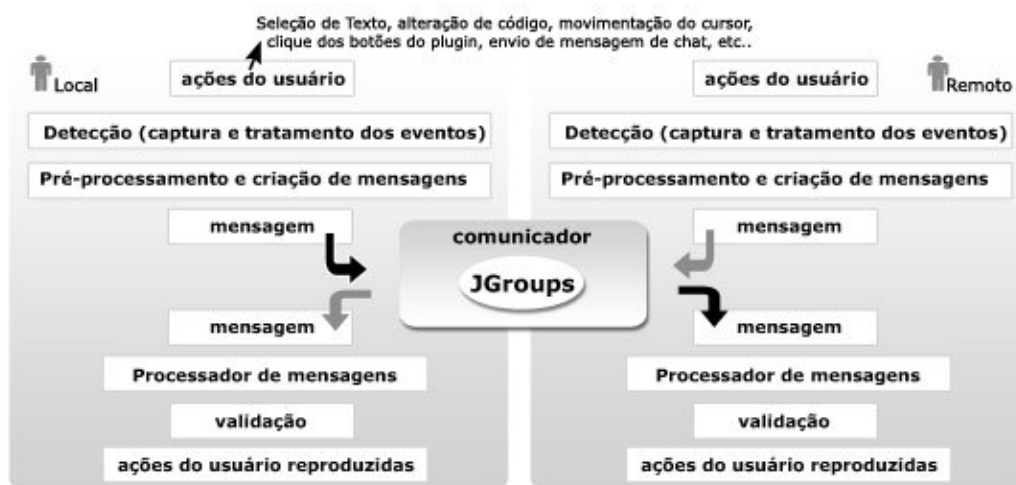 Seleção de Texto, alteração de código, movimentação do cursor,
clique dos botões do plugin, envio de mensagem de chat, etc..
Local
ações do usuário
Detecção (captura e tratamento dos eventos)
Pré-processamento e criação de mensagens
mensagem
comunicador
JGroups
mensagem
Processador de mensagens
validação
ações do usuário reproduzidas
ações do usuário
Remoto
Detecção (captura e tratamento dos eventos)
Pré-processamento e criação de mensagens
mensagem
mensagem
Processador de mensagens
validação
ações do usuário reproduzidas